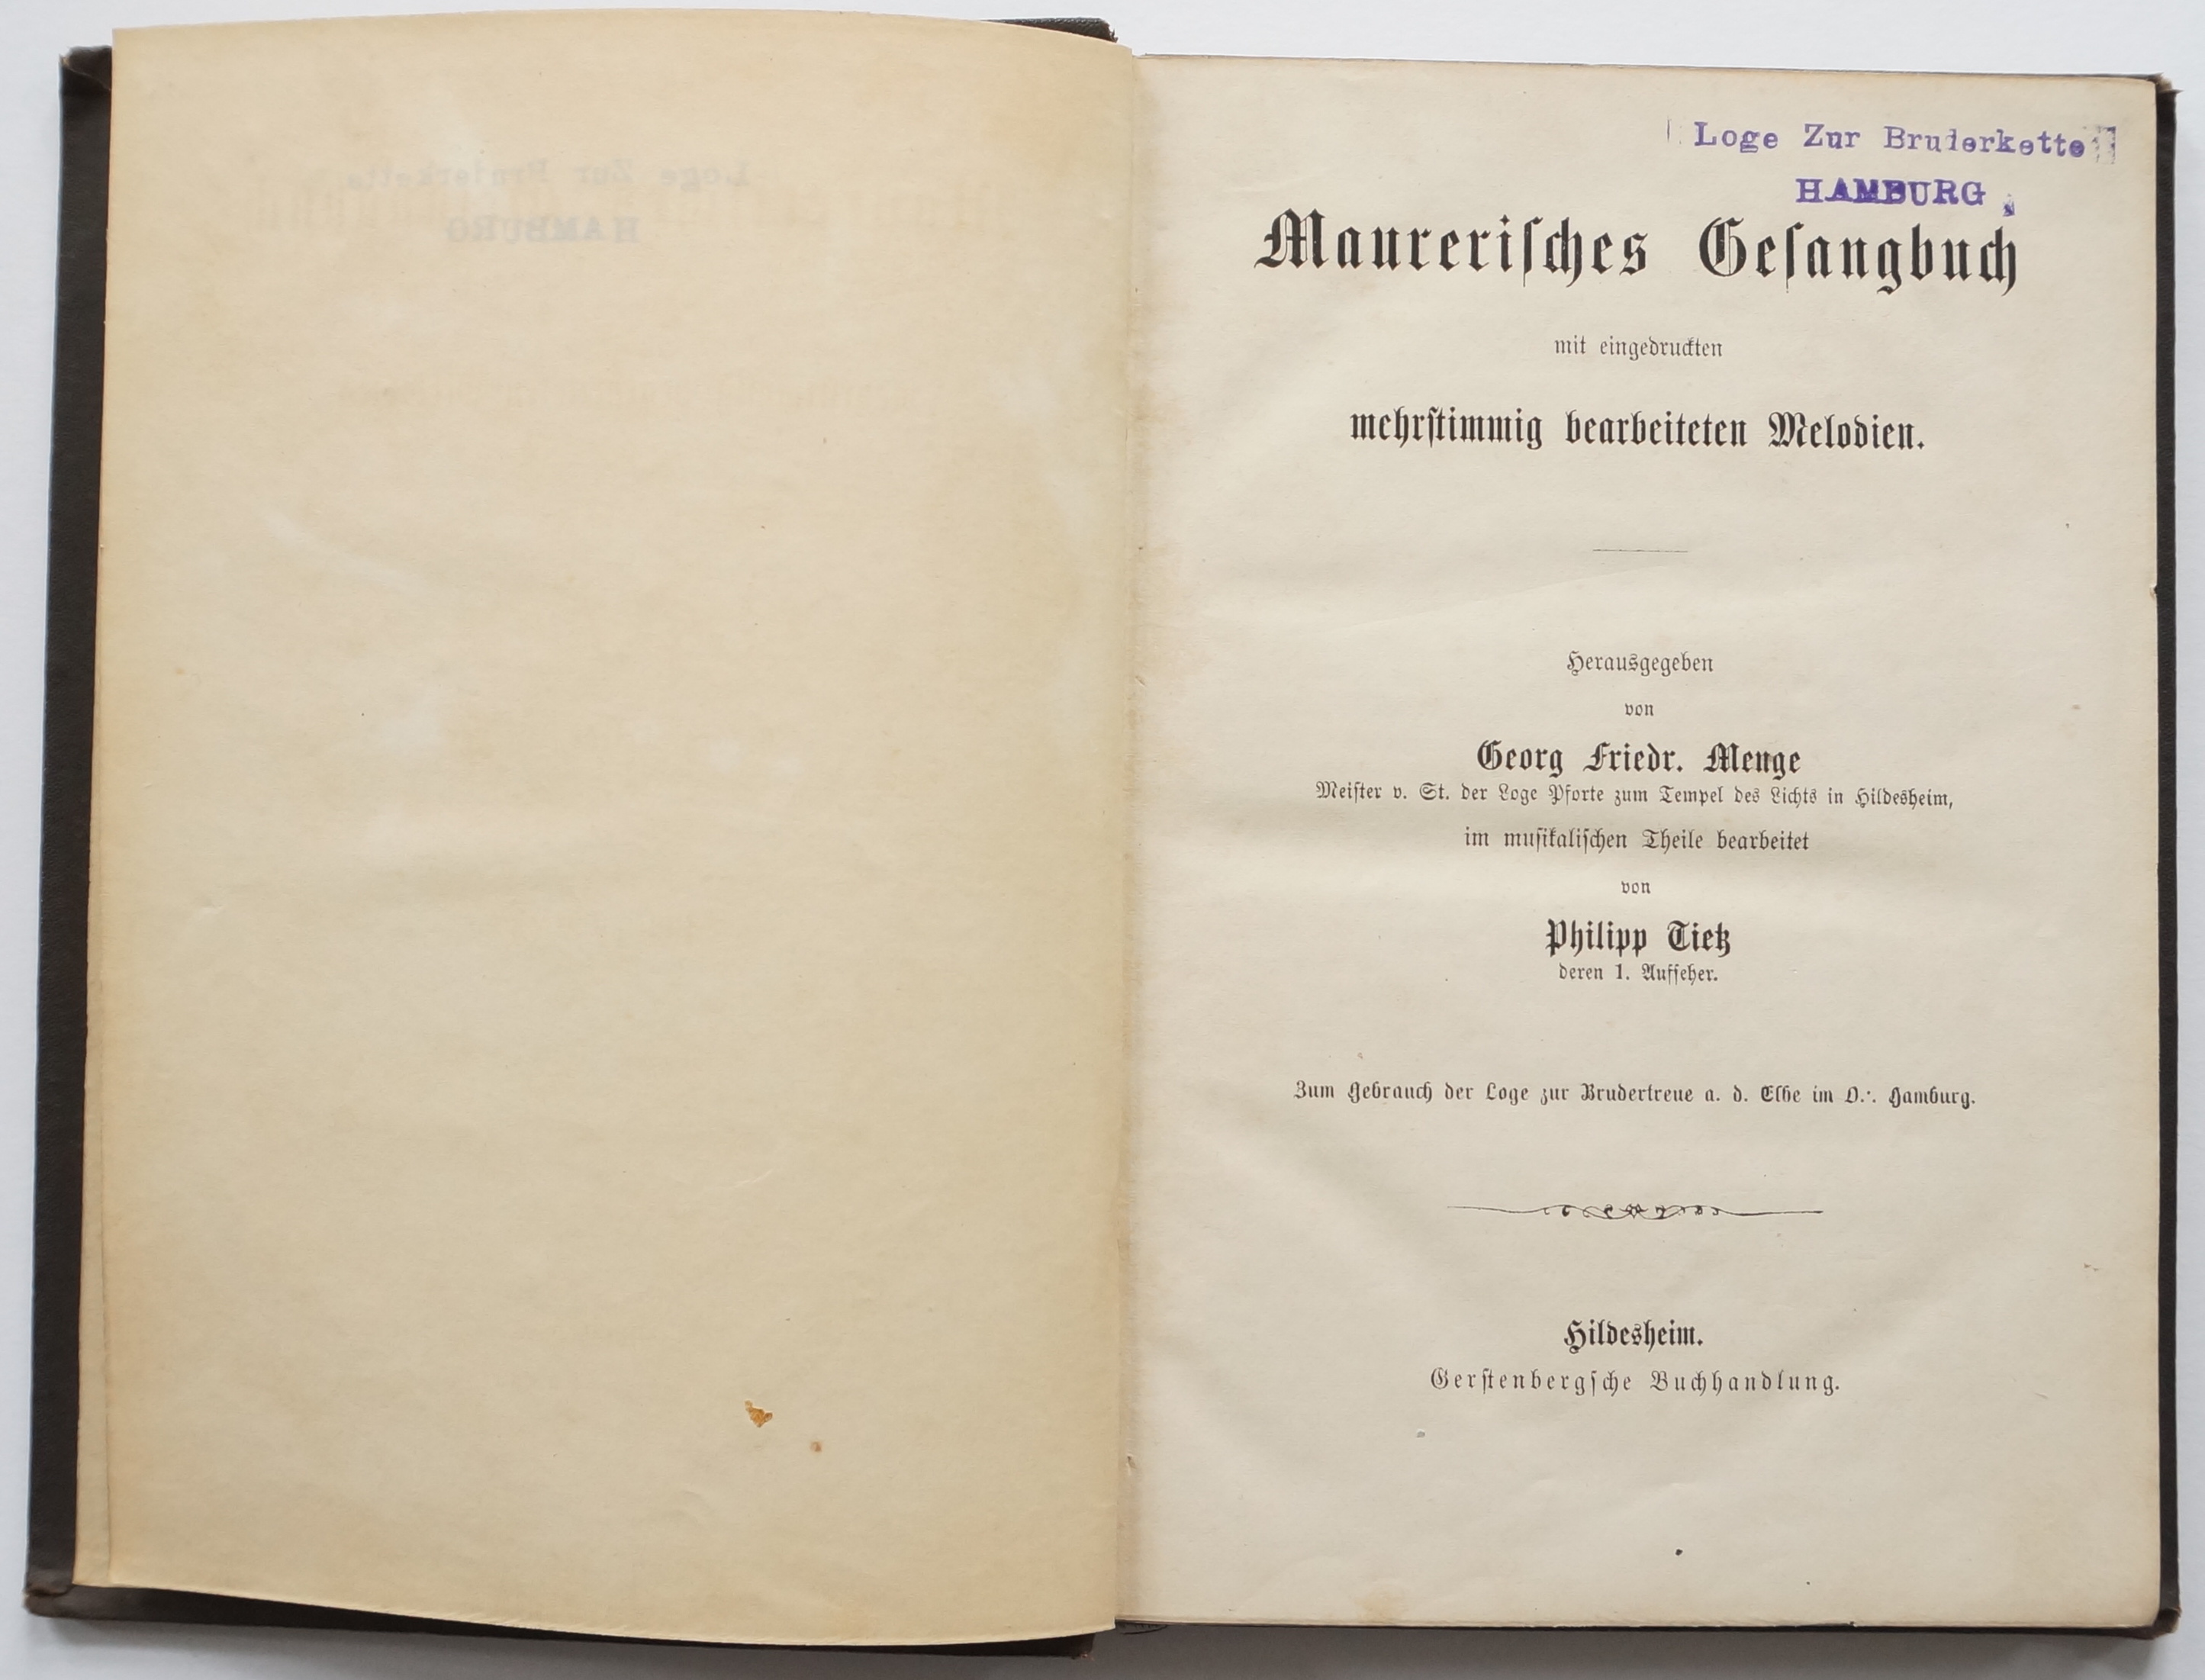 Loge Zur Bruderkette
HAMBURG
Maurerisches Gesangbuch
mit eingedruckten
mehrstimmig bearbeiteten Melodien.
Herausgegeben
von
Georg Friedr. Menge
Meister v. St. der Loge Pforte zum Tempel des Lichts in Hildesheim,
im musikalischen Theile bearbeitet
von
Philipp Tietz
deren 1. Aufseher.
Zum Gebrauch der Loge zur Brudertreue a. d. Elbe im O.·. Hamburg.
Hildesheim.
Gerstenbergsche Buchhandlung.